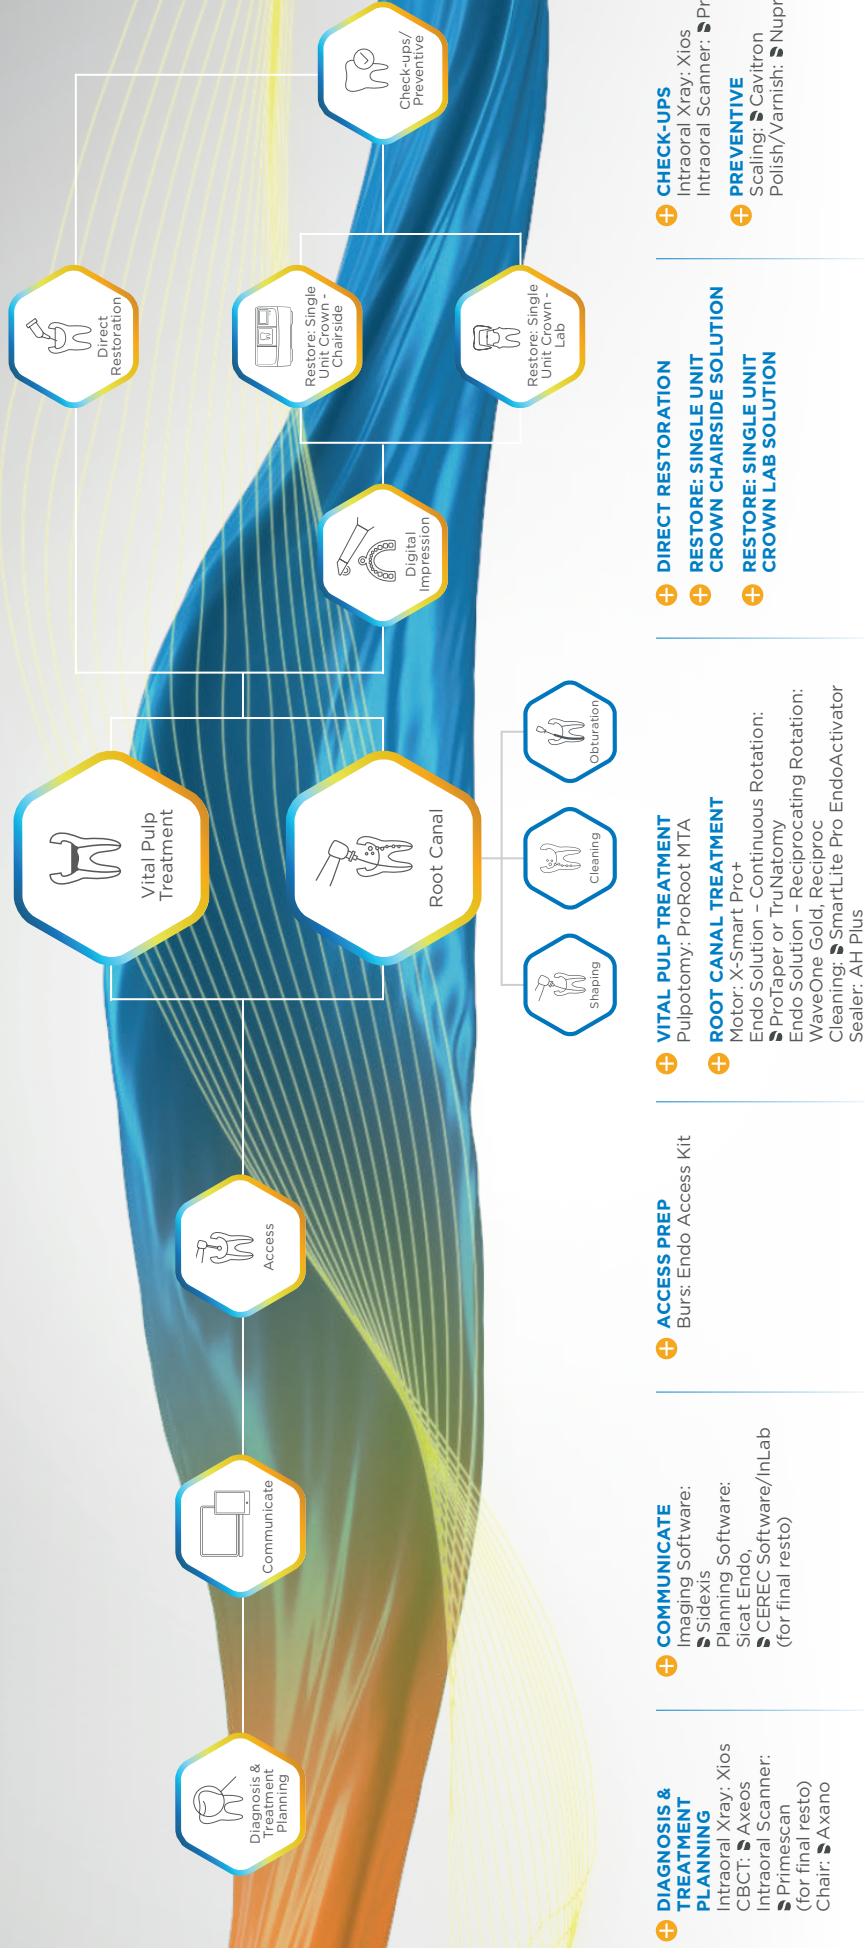 Diagnosis &
Treatment
Planning
Communicate
Access
Vital Pulp
Treatment
Root Canal
Shaping
Cleaning
Obturation
Digital
Impression
Direct
Restoration
Restore: Single
Unit Crown -
Chairside
Restore: Single
Unit Crown -
Lab
Check-ups/
Preventive
DIAGNOSIS &
TREATMENT
PLANNING
Intraoral Xray: Xios
CBCT: Axeos
Intraoral Scanner:
Primescan
(for final resto)
Chair: Axano
COMMUNICATE
Imaging Software:
Sidexis
Planning Software:
Sicat Endo,
CEREC Software/InLab
(for final resto)
ACCESS PREP
Burs: Endo Access Kit
VITAL PULP TREATMENT
Pulpotomy: ProRoot MTA
ROOT CANAL TREATMENT
Motor: X-Smart Pro+
Endo Solution – Continuous Rotation:
ProTaper or TruNatomy
Endo Solution – Reciprocating Rotation:
WaveOne Gold, Reciproc
Cleaning: SmartLite Pro EndoActivator
Sealer: AH Plus
DIRECT RESTORATION
RESTORE: SINGLE UNIT
CROWN CHAIRSIDE SOLUTION
RESTORE: SINGLE UNIT
CROWN LAB SOLUTION
CHECK-UPS
Intraoral Xray: Xios
Intraoral Scanner: Pr
PREVENTIVE
Scaling: Cavitron
Polish/Varnish: Nupr